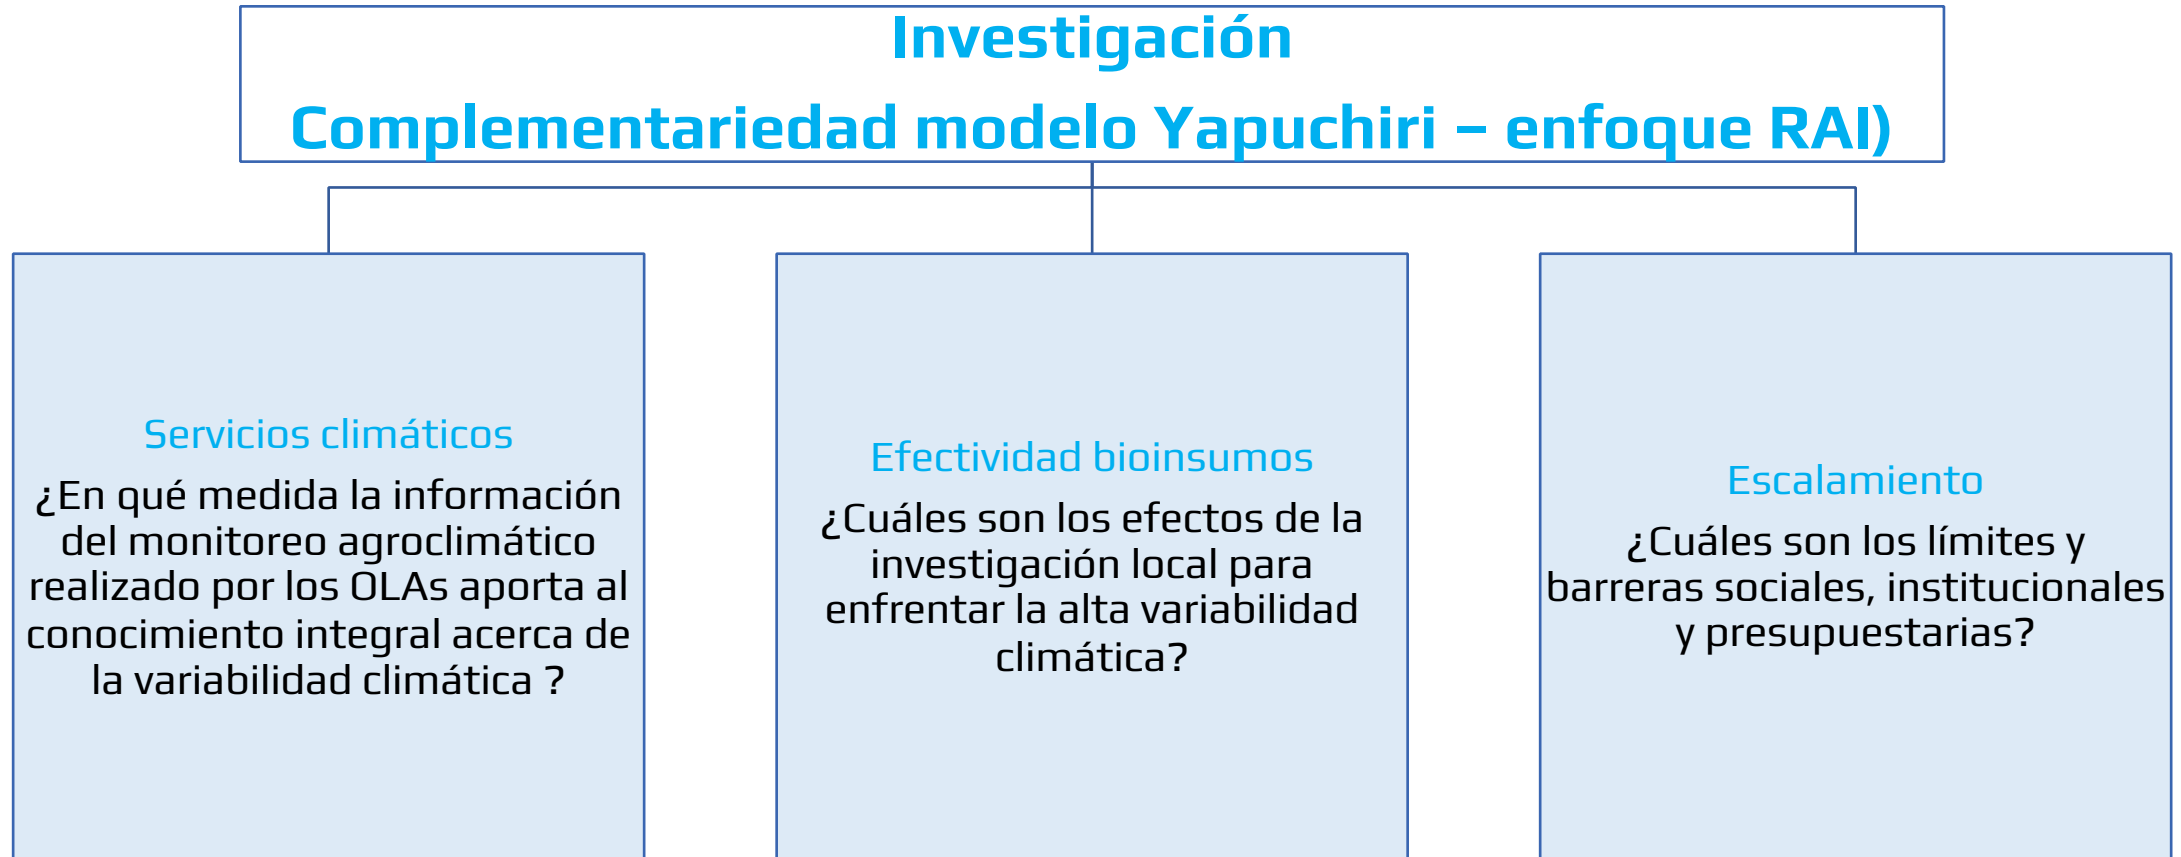 Investigación
Complementariedad modelo Yapuchiri – enfoque RAI)
Servicios climáticos
¿En qué medida la información
del monitoreo agroclimático
realizado por los OLAs aporta al
conocimiento integral acerca de
la variabilidad climática ?
Efectividad bioinsumos
¿Cuáles son los efectos de la
investigación local para
enfrentar la alta variabilidad
climática?
Escalamiento
¿Cuáles son los límites y
barreras sociales, institucionales
y presupuestarias?